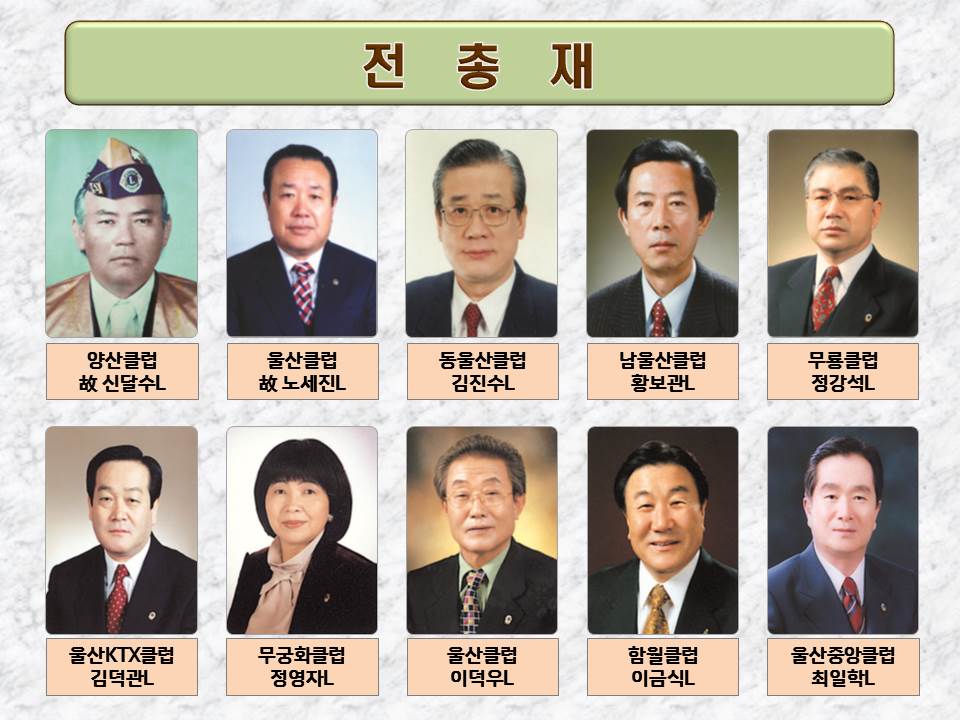 전 총 재
양산클럽
故 신달수L
울산클럽
故 노세진L
동울산클럽
김진수L
남울산클럽
황보관L
무룡클럽
정강석L
울산KTX클럽
김덕관L
무궁화클럽
정영자L
울산클럽
이덕우L
함월클럽
이금식L
울산중앙클럽
최일학L